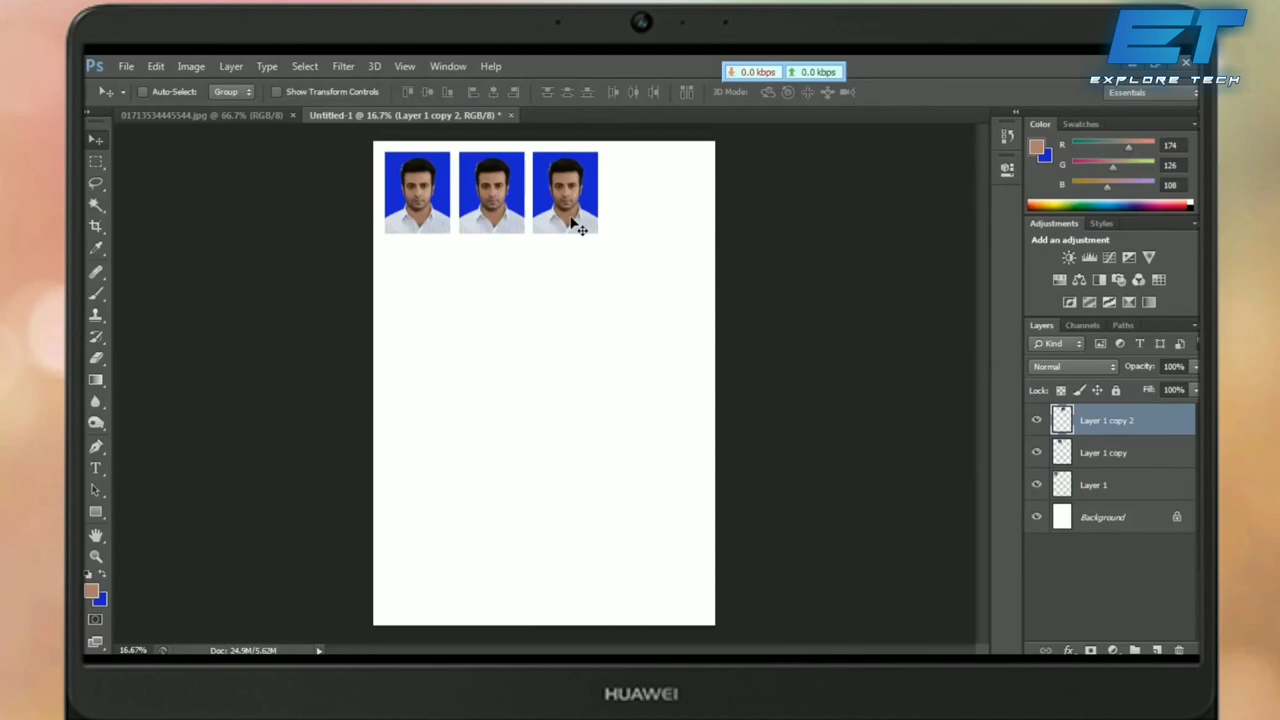 ET
EXPLORE TECH
Ps File Edit Image Layer Type Select Filter 3D View Window Help
0.0 kbps 0.0 kbps
Auto-Select: Group Show Transform Controls 3D Mode: Essentials
01713534445544.jpg @ 66.7% (RGB/8) × Untitled-1 @ 16.7% (Layer 1 copy 2, RGB/8) * ×
Color Swatches
R 174
G 126
B 108
Adjustments Styles
Add an adjustment
Layers Channels Paths
Kind
Normal Opacity: 100%
Lock: Fill: 100%
Layer 1 copy 2
Layer 1 copy
Layer 1
Background
16.67% Doc: 24.9M/5.62M
HUAWEI